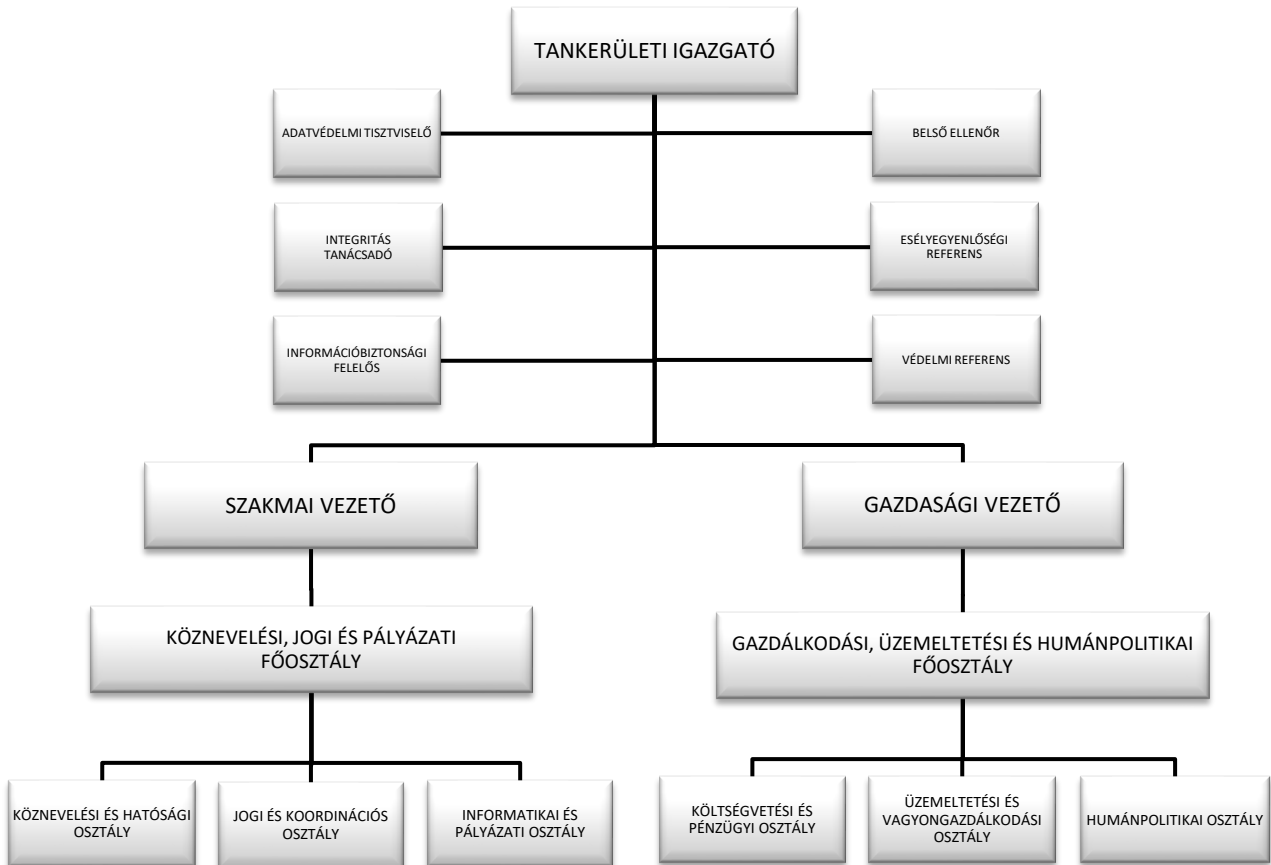 TANKERÜLETI IGAZGATÓ
ADATVÉDELMI TISZTVISELŐ
BELSŐ ELLENŐR
INTEGRITÁS
TANÁCSADÓ
ESÉLYEGYENLŐSÉGI
REFERENS
INFORMÁCIÓBIZTONSÁGI
FELELŐS
VÉDELMI REFERENS
SZAKMAI VEZETŐ
GAZDASÁGI VEZETŐ
KÖZNEVELÉSI, JOGI ÉS PÁLYÁZATI
FŐOSZTÁLY
GAZDÁLKODÁSI, ÜZEMELTETÉSI ÉS HUMÁNPOLITIKAI
FŐOSZTÁLY
KÖZNEVELÉSI ÉS HATÓSÁGI
OSZTÁLY
JOGI ÉS KOORDINÁCIÓS
OSZTÁLY
INFORMATIKAI ÉS
PÁLYÁZATI OSZTÁLY
KÖLTSÉGVETÉSI ÉS
PÉNZÜGYI OSZTÁLY
ÜZEMELTETÉSI ÉS
VAGYONGAZDÁLKODÁSI
OSZTÁLY
HUMÁNPOLITIKAI OSZTÁLY